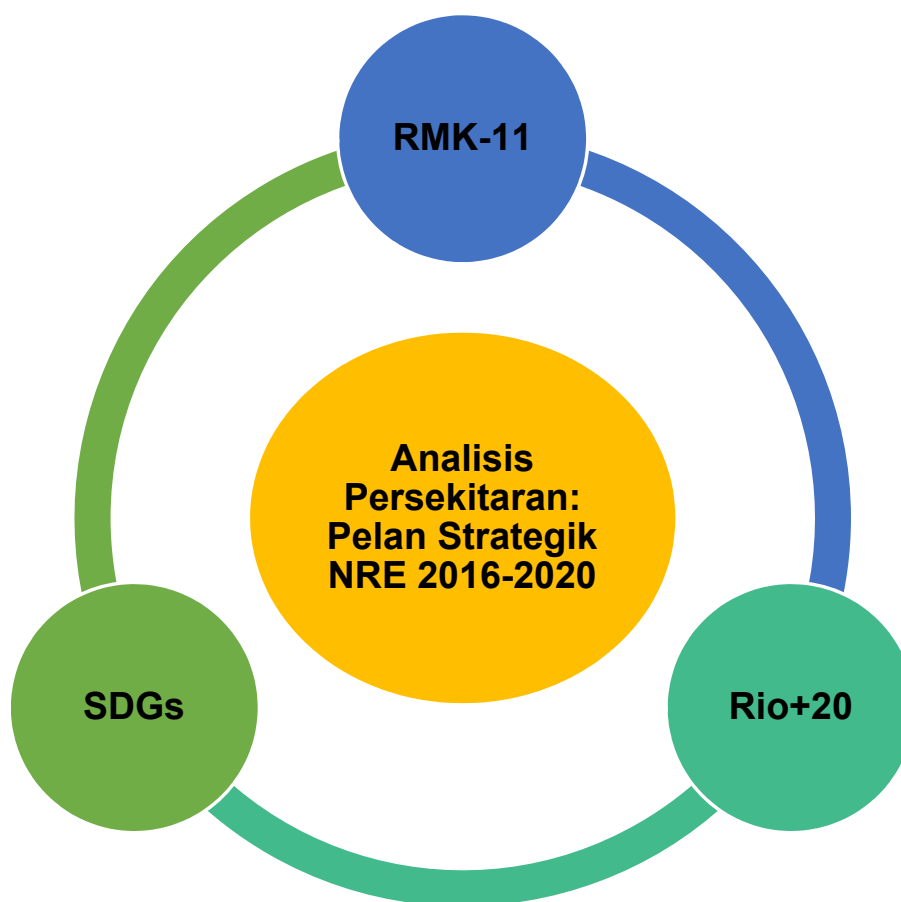 RMK-11
Analisis
Persekitaran:
Pelan Strategik
NRE 2016-2020
SDGs
Rio+20